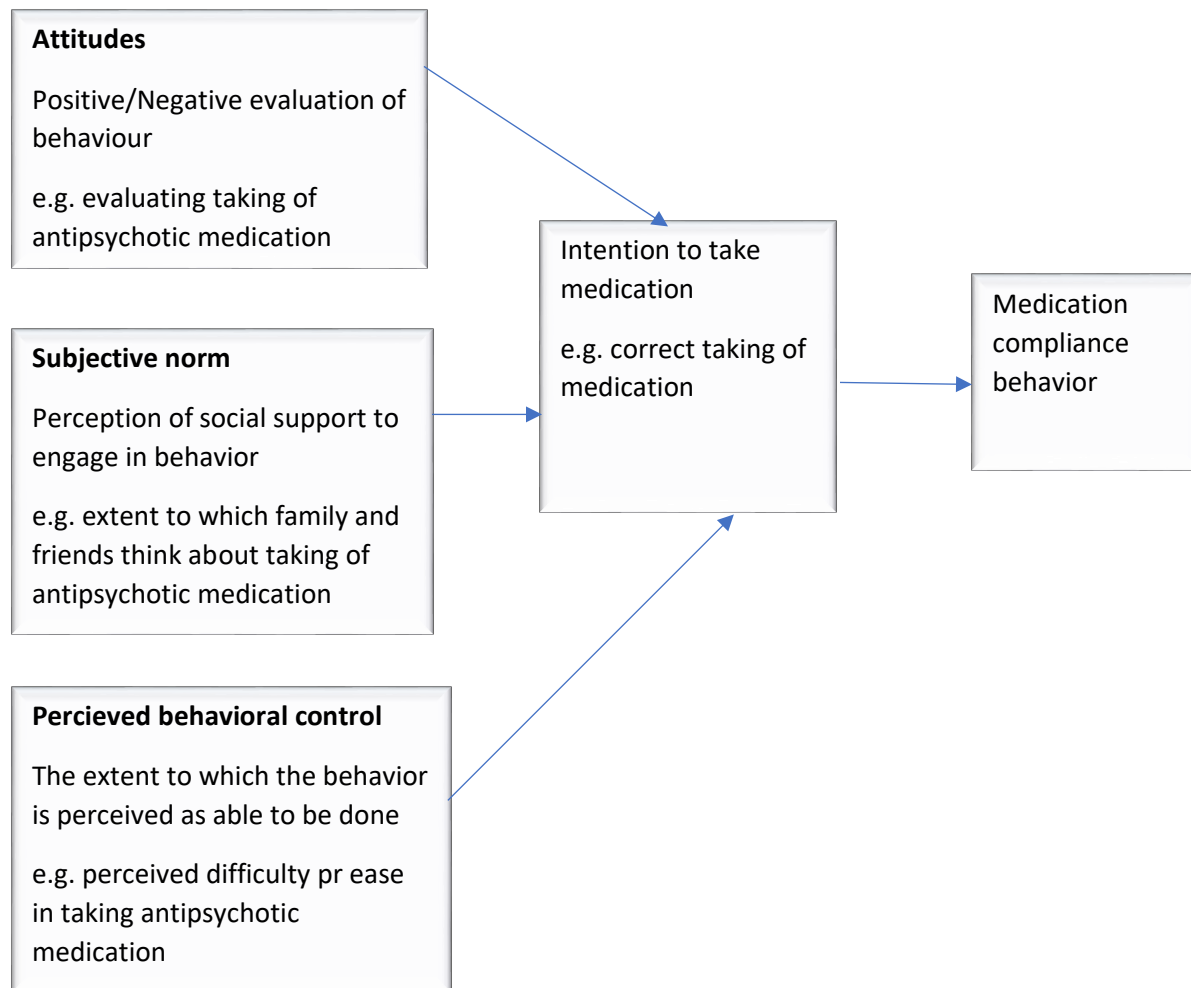 Attitudes
Positive/Negative evaluation of
behaviour
e.g. evaluating taking of
antipsychotic medication
Subjective norm
Perception of social support to
engage in behavior
e.g. extent to which family and
friends think about taking of
antipsychotic medication
Percieved behavioral control
The extent to which the behavior
is perceived as able to be done
e.g. perceived difficulty pr ease
in taking antipsychotic
medication
Intention to take
medication
e.g. correct taking of
medication
Medication
compliance
behavior